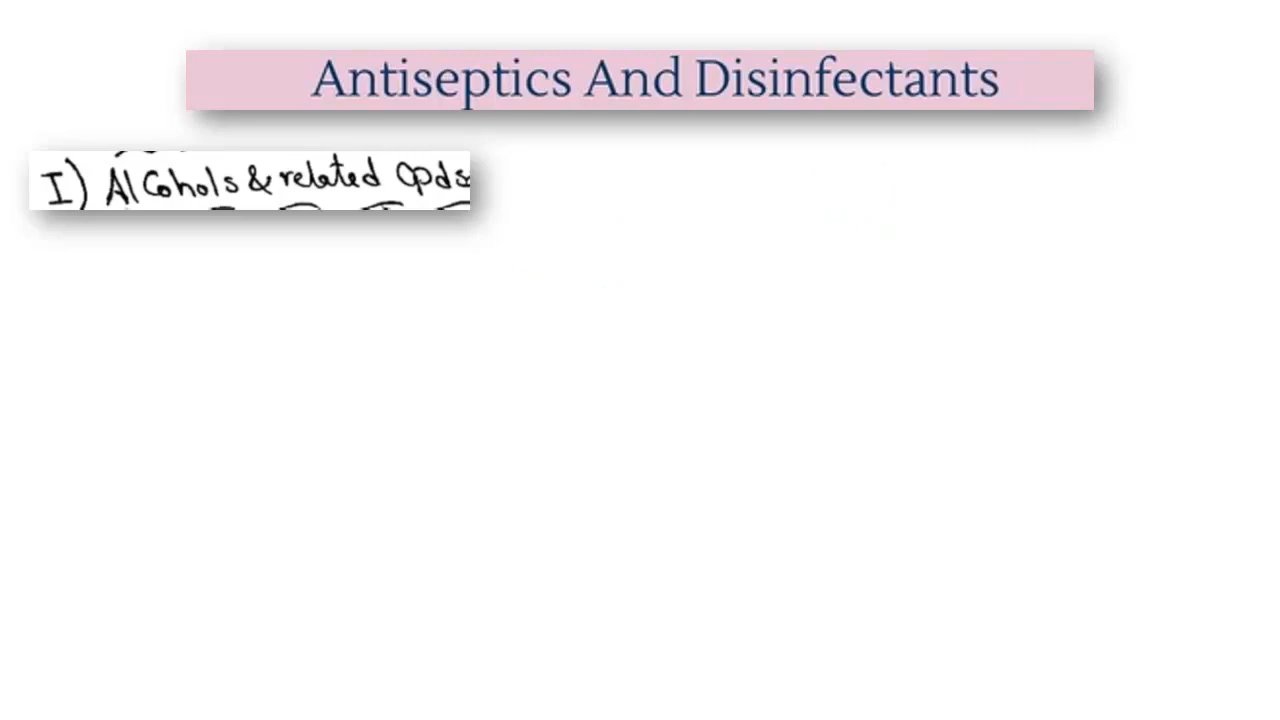 Antiseptics And Disinfectants
I) Alcohols & related Cpds